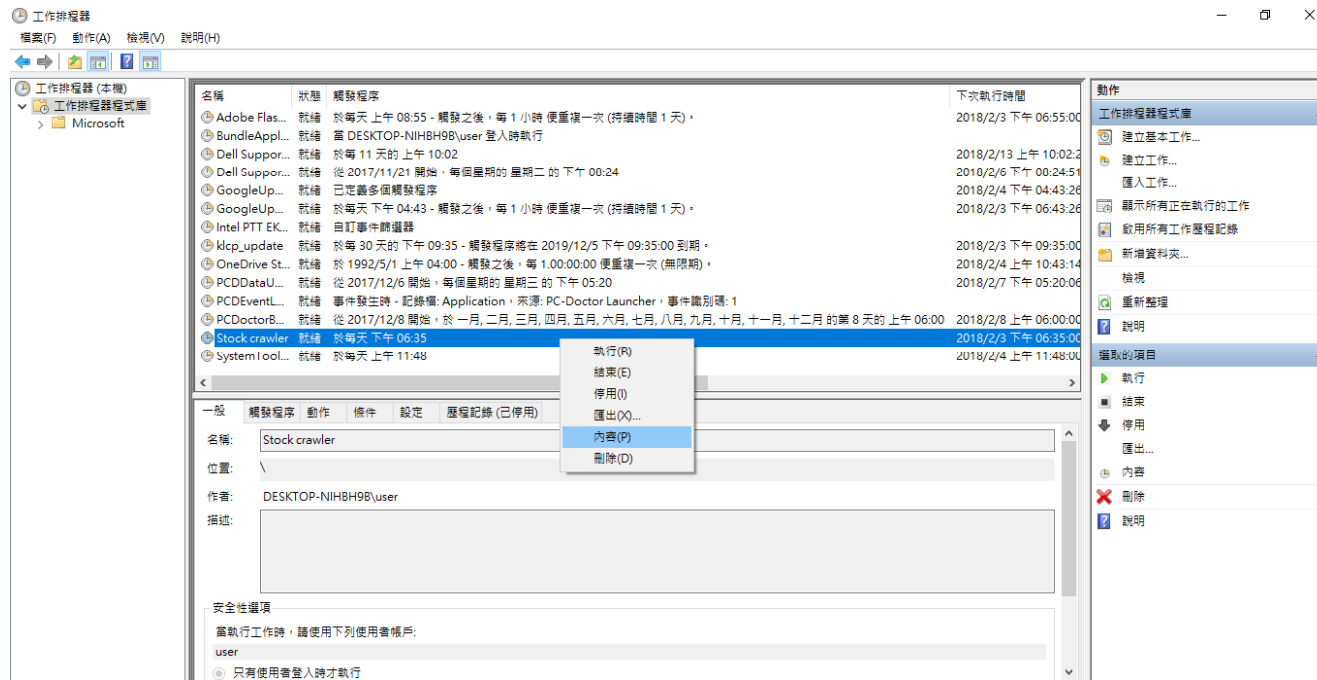 工作排程器
檔案(F) 動作(A) 檢視(V) 說明(H)
工作排程器 (本機)
工作排程器程式庫
Microsoft
名稱 狀態 觸發程序 下次執行時間
Adobe Flas... 就緒 於每天 上午 08:55 - 觸發之後，每 1 小時 便重複一次 (持續時間 1 天)。 2018/2/3 下午 06:55:00
BundleAppl... 就緒 當 DESKTOP-NIHBH9B\user 登入時執行
Dell Suppor... 就緒 於每 11 天的 上午 10:02 2018/2/13 上午 10:02:2
Dell Suppor... 就緒 從 2017/11/21 開始，每個星期的 星期二 的 下午 08:24 2018/2/6 下午 08:24:51
GoogleUp... 就緒 已定義多個觸發程序 2018/2/4 下午 04:43:26
GoogleUp... 就緒 於每天 下午 04:43 - 觸發之後，每 1 小時 便重複一次 (持續時間 1 天)。 2018/2/3 下午 06:43:26
Intel PTT EK... 就緒 自訂事件篩選器
klcp_update 就緒 於每 30 天的 下午 09:35 - 觸發程序將在 2019/12/5 下午 09:35:00 到期。 2018/2/3 下午 09:35:00
OneDrive St... 就緒 於 1992/5/1 上午 04:00 - 觸發之後，每 1.00:00:00 便重複一次 (無限期)。 2018/2/4 上午 10:43:14
PCDDataU... 就緒 從 2017/12/6 開始，每個星期的 星期三 的 下午 05:20 2018/2/7 下午 05:20:06
PCDEventL... 就緒 事件發生時 - 記錄檔: Application，來源: PC-Doctor Launcher，事件識別碼: 1
PCDoctorB... 就緒 從 2017/12/8 開始，於 一月, 二月, 三月, 四月, 五月, 六月, 七月, 八月, 九月, 十月, 十一月, 十二月 的第 8 天的 上午 06:00 2018/2/8 上午 06:00:00
Stock crawler 就緒 於每天 下午 06:35 2018/2/3 下午 06:35:00
SystemTool... 就緒 於每天 上午 11:48 2018/2/4 上午 11:48:00
執行(R)
結束(E)
停用(I)
匯出(X)...
內容(P)
刪除(D)
一般 觸發程序 動作 條件 設定 歷程記錄 (已停用)
名稱: Stock crawler
位置: \
作者: DESKTOP-NIHBH9B\user
描述:
安全性選項
當執行工作時，請使用下列使用者帳戶:
user
只有使用者登入時才執行
動作
工作排程器程式庫
建立基本工作...
建立工作...
匯入工作...
顯示所有正在執行的工作
啟用所有工作歷程記錄
新增資料夾...
檢視
重新整理
說明
選取的項目
執行
結束
停用
匯出...
內容
刪除
說明